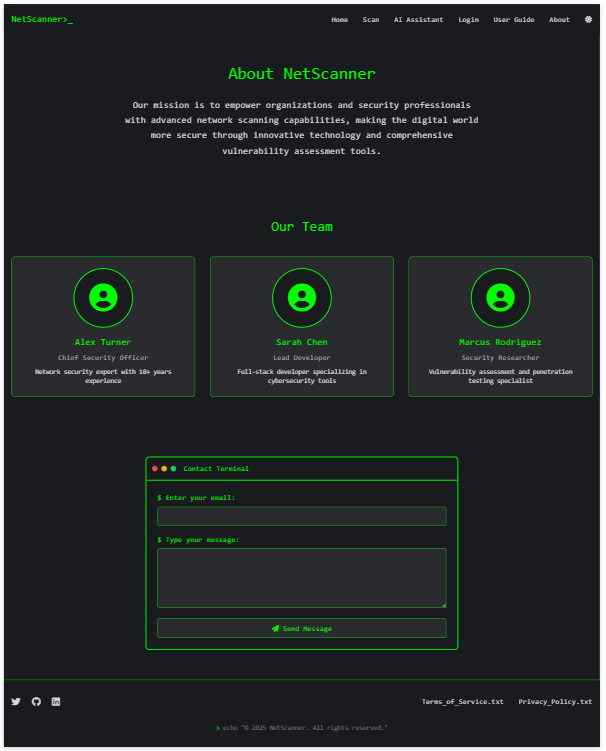 NetScanner>_
Home Scan AI Assistant Login User Guide About
About NetScanner
Our mission is to empower organizations and security professionals
with advanced network scanning capabilities, making the digital world
more secure through innovative technology and comprehensive
vulnerability assessment tools.
Our Team
Alex Turner
Chief Security Officer
Network security expert with 10+ years
experience
Sarah Chen
Lead Developer
Full-stack developer specializing in
cybersecurity tools
Marcus Rodriguez
Security Researcher
Vulnerability assessment and penetration
testing specialist
Contact Terminal
$ Enter your email:
$ Type your message:
Send Message
Terms_of_Service.txt Privacy_Policy.txt
> echo "© 2025 NetScanner. All rights reserved."